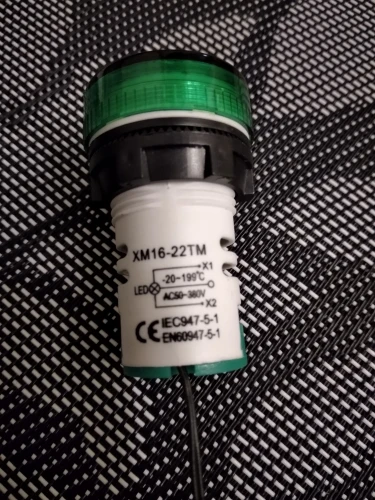 XM16-22TM
X1
-20~199℃
LED
AC50-380V
X2
CE IEC947-5-1
EN60947-5-1